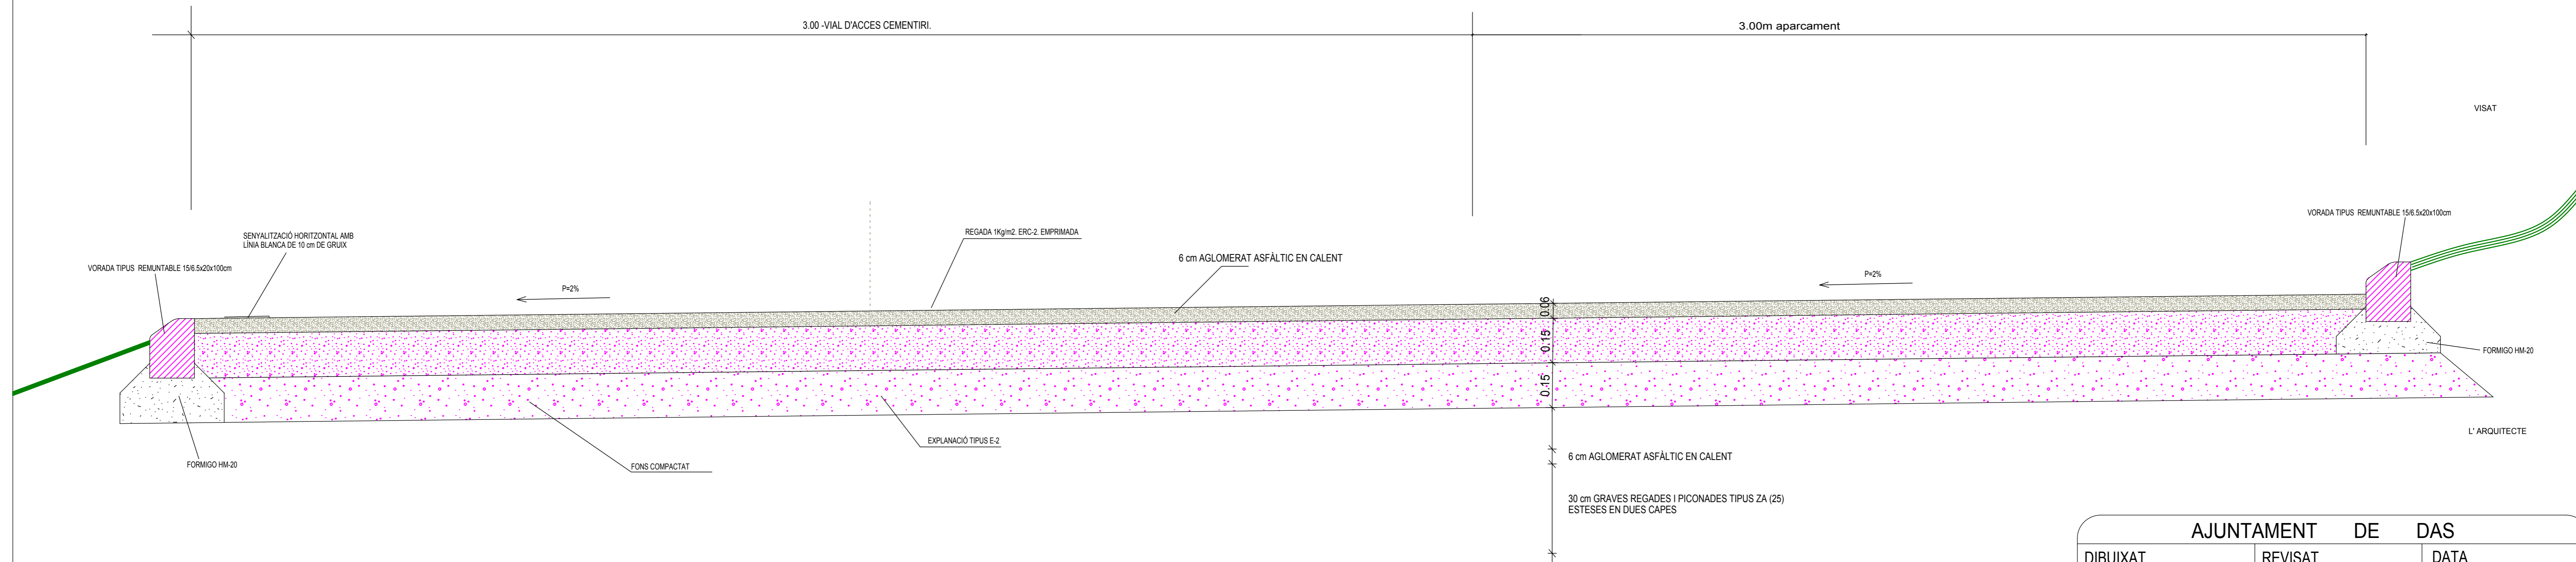 3.00 -VIAL D'ACCES CEMENTIRI.
3.00m aparcament
VISAT
VORADA TIPUS REMUNTABLE 15/6.5x20x100cm
SENYALITZACIÓ HORITZONTAL AMB
LÍNIA BLANCA DE 10 cm DE GRUIX
REGADA 1Kg/m2. ERC-2. EMPRIMADA
6 cm AGLOMERAT ASFÀLTIC EN CALENT
VORADA TIPUS REMUNTABLE 15/6.5x20x100cm
P=2%
P=2%
0.06
0.15
0.15
FORMIGO HM-20
L' ARQUITECTE
EXPLANACIÓ TIPUS E-2
FORMIGO HM-20
FONS COMPACTAT
6 cm AGLOMERAT ASFÀLTIC EN CALENT
30 cm GRAVES REGADES I PICONADES TIPUS ZA (25)
ESTESES EN DUES CAPES
AJUNTAMENT DE DAS
DIBUIXAT REVISAT DATA